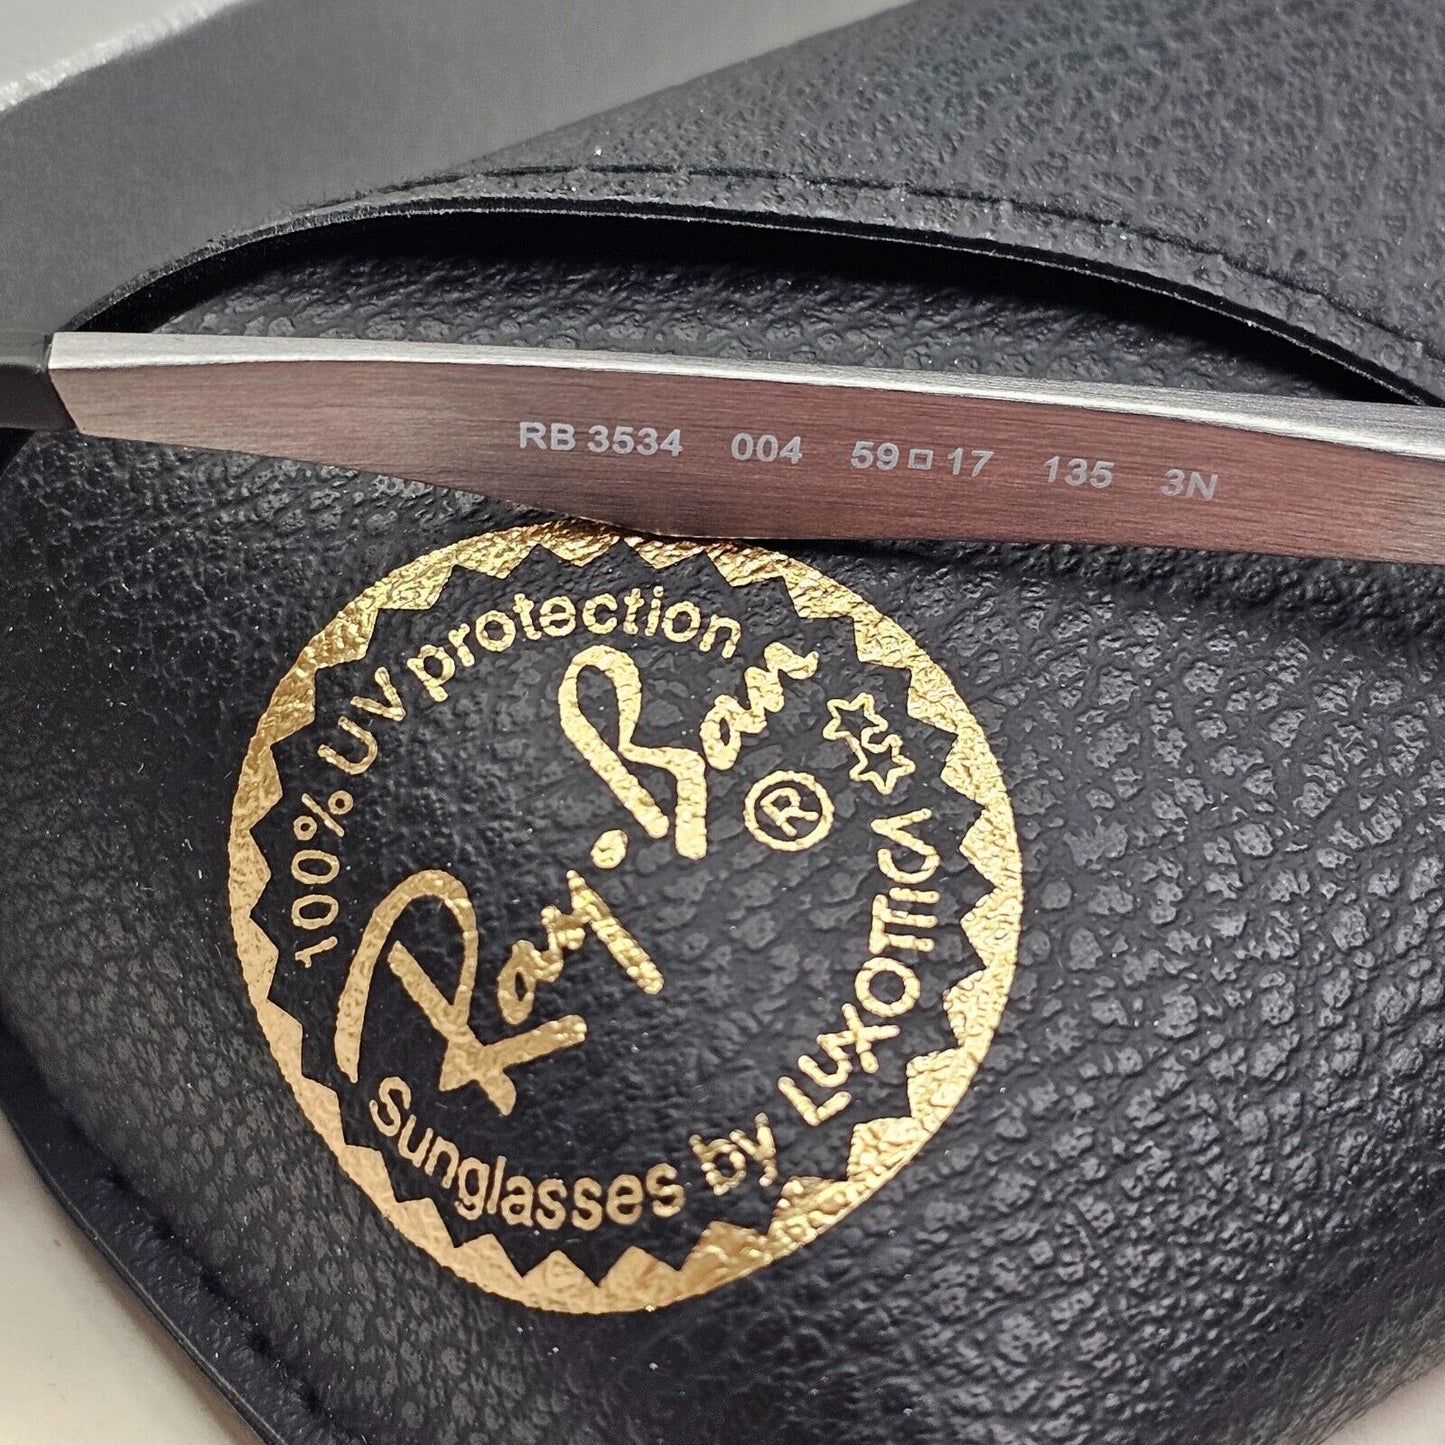 RB 3534 004 59□17 135 3N
100% UV protection
Ray.Ban ®
Sunglasses by LUXOTTICA